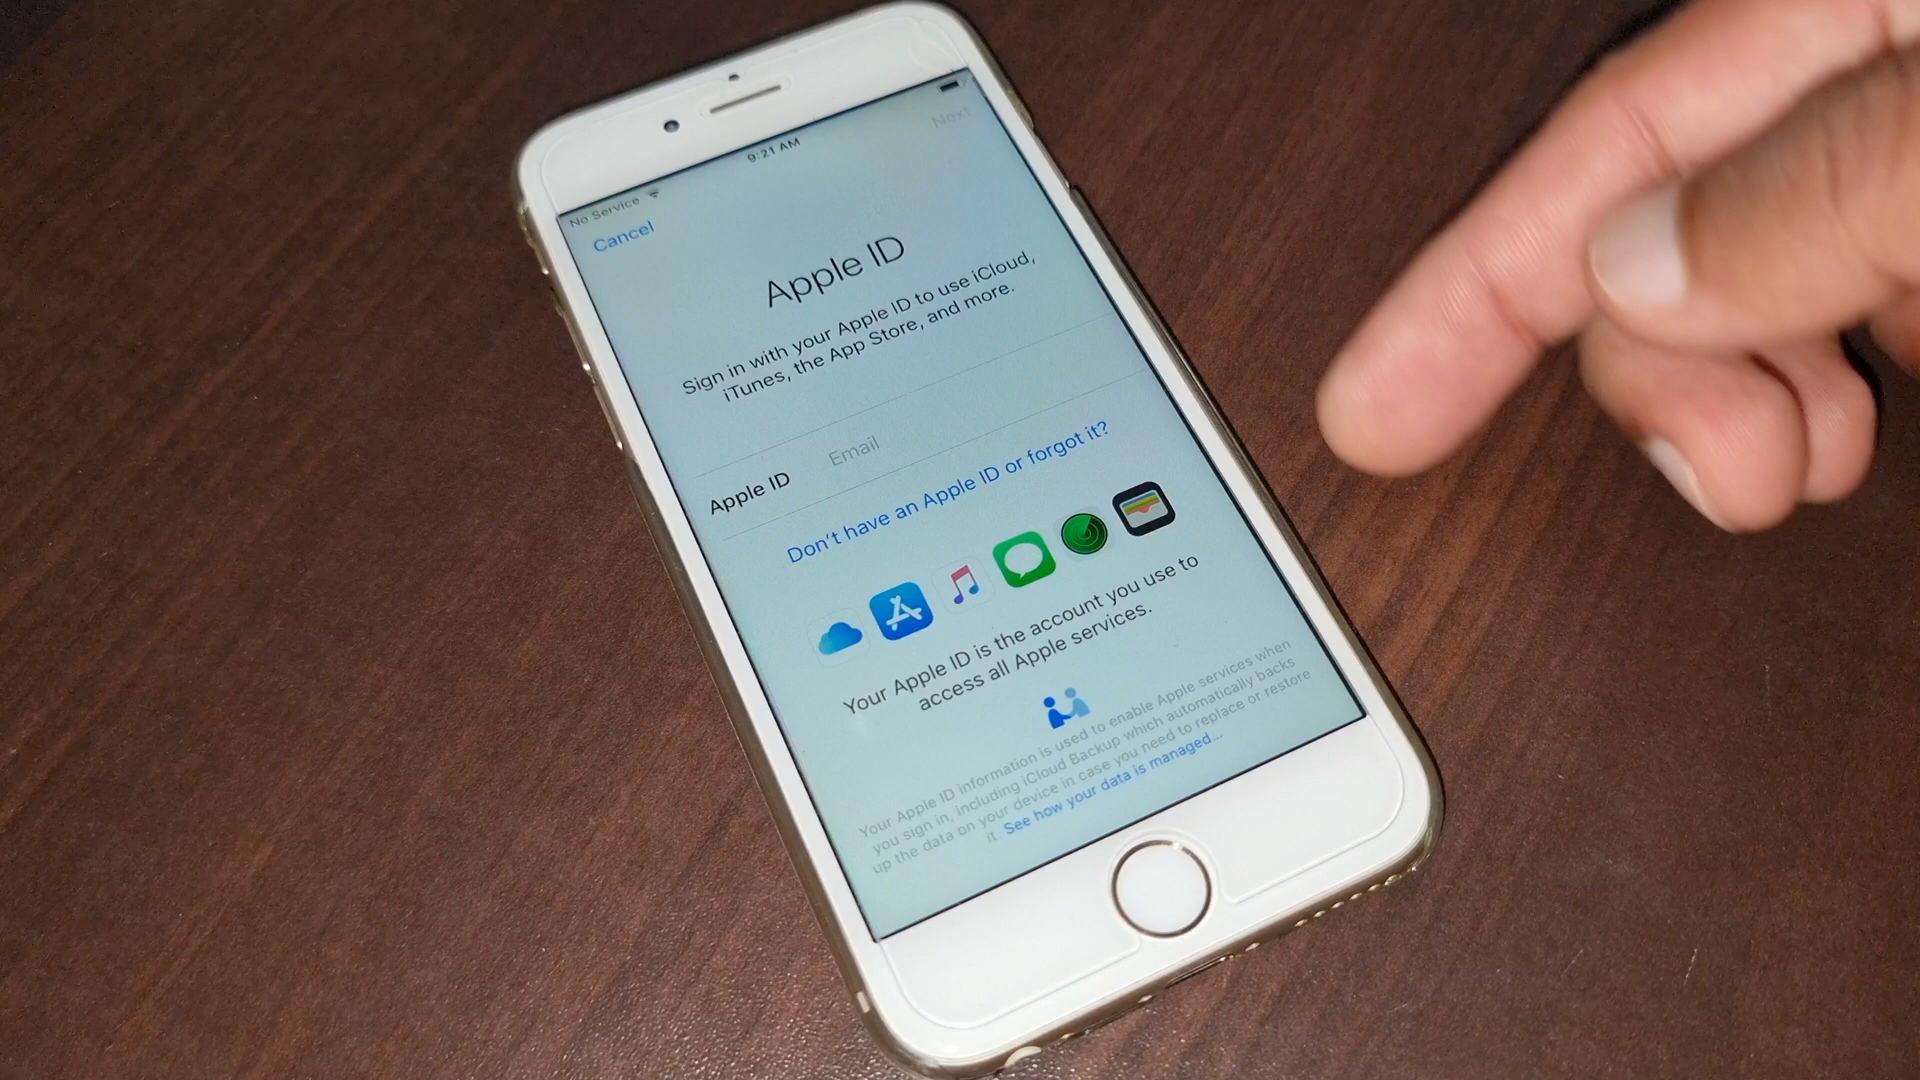 No Service
9:21 AM
Cancel
Next
Apple ID
Sign in with your Apple ID to use iCloud,
iTunes, the App Store, and more.
Apple ID Email
Don't have an Apple ID or forgot it?
Your Apple ID is the account you use to
access all Apple services.
Your Apple ID information is used to enable Apple services when
you sign in, including iCloud Backup which automatically backs
up the data on your device in case you need to replace or restore
it. See how your data is managed...